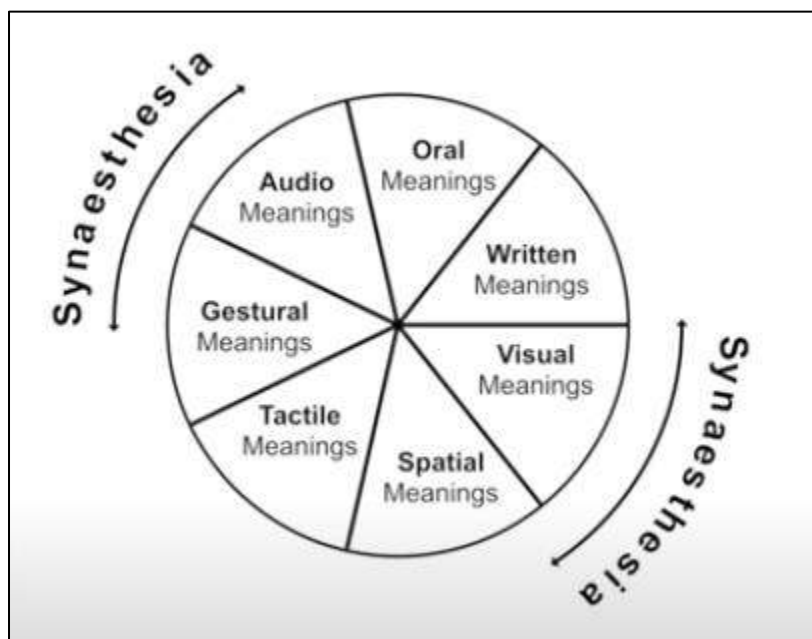 Synaesthesia
Oral
Meanings
Audio
Meanings
Written
Meanings
Gestural
Meanings
Visual
Meanings
Tactile
Meanings
Spatial
Meanings
Synaesthesia